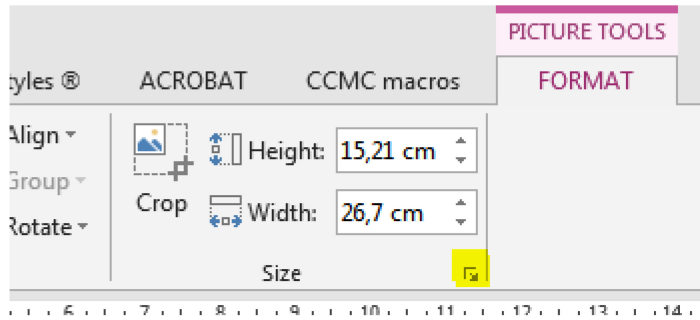 PICTURE TOOLS
tyles ® ACROBAT CCMC macros FORMAT
Align Height: 15,21 cm
Group
Crop Width: 26,7 cm
Rotate
Size
6 7 8 9 10 11 12 13 14